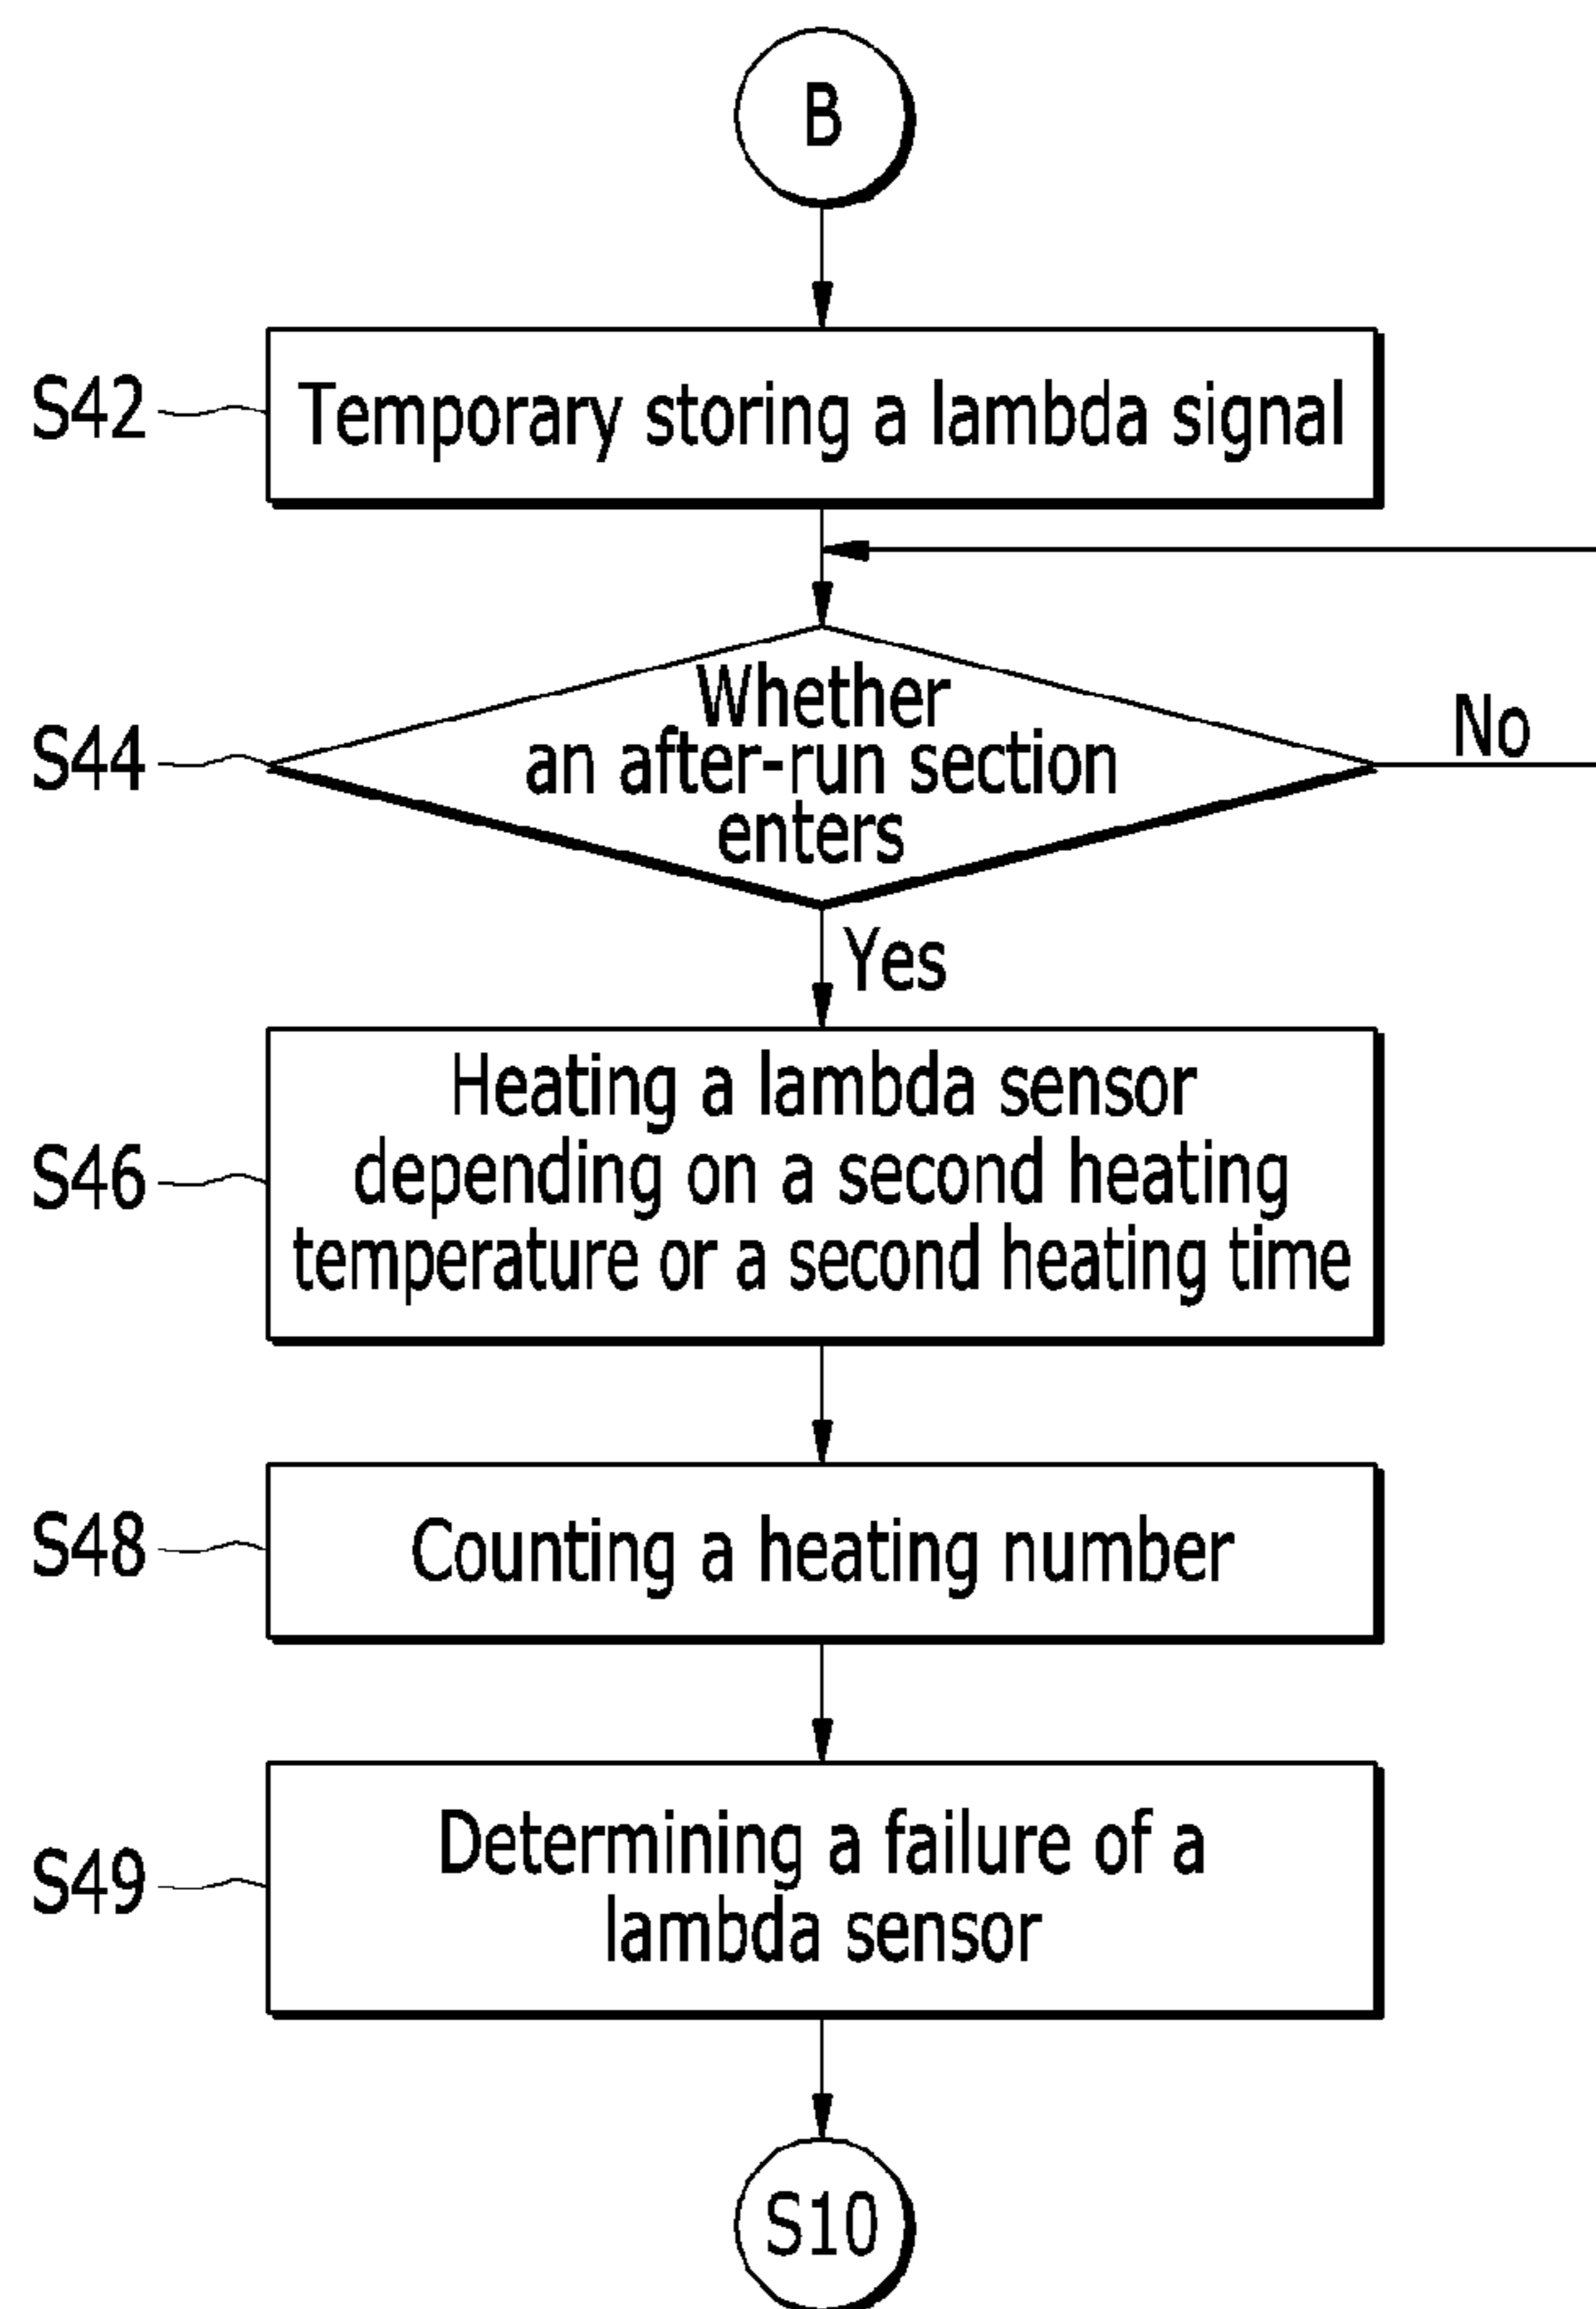 B
S42
Temporary storing a lambda signal
S44
Whether
an after-run section
enters
No
Yes
S46
Heating a lambda sensor
depending on a second heating
temperature or a second heating time
S48
Counting a heating number
S49
Determining a failure of a
lambda sensor
S10